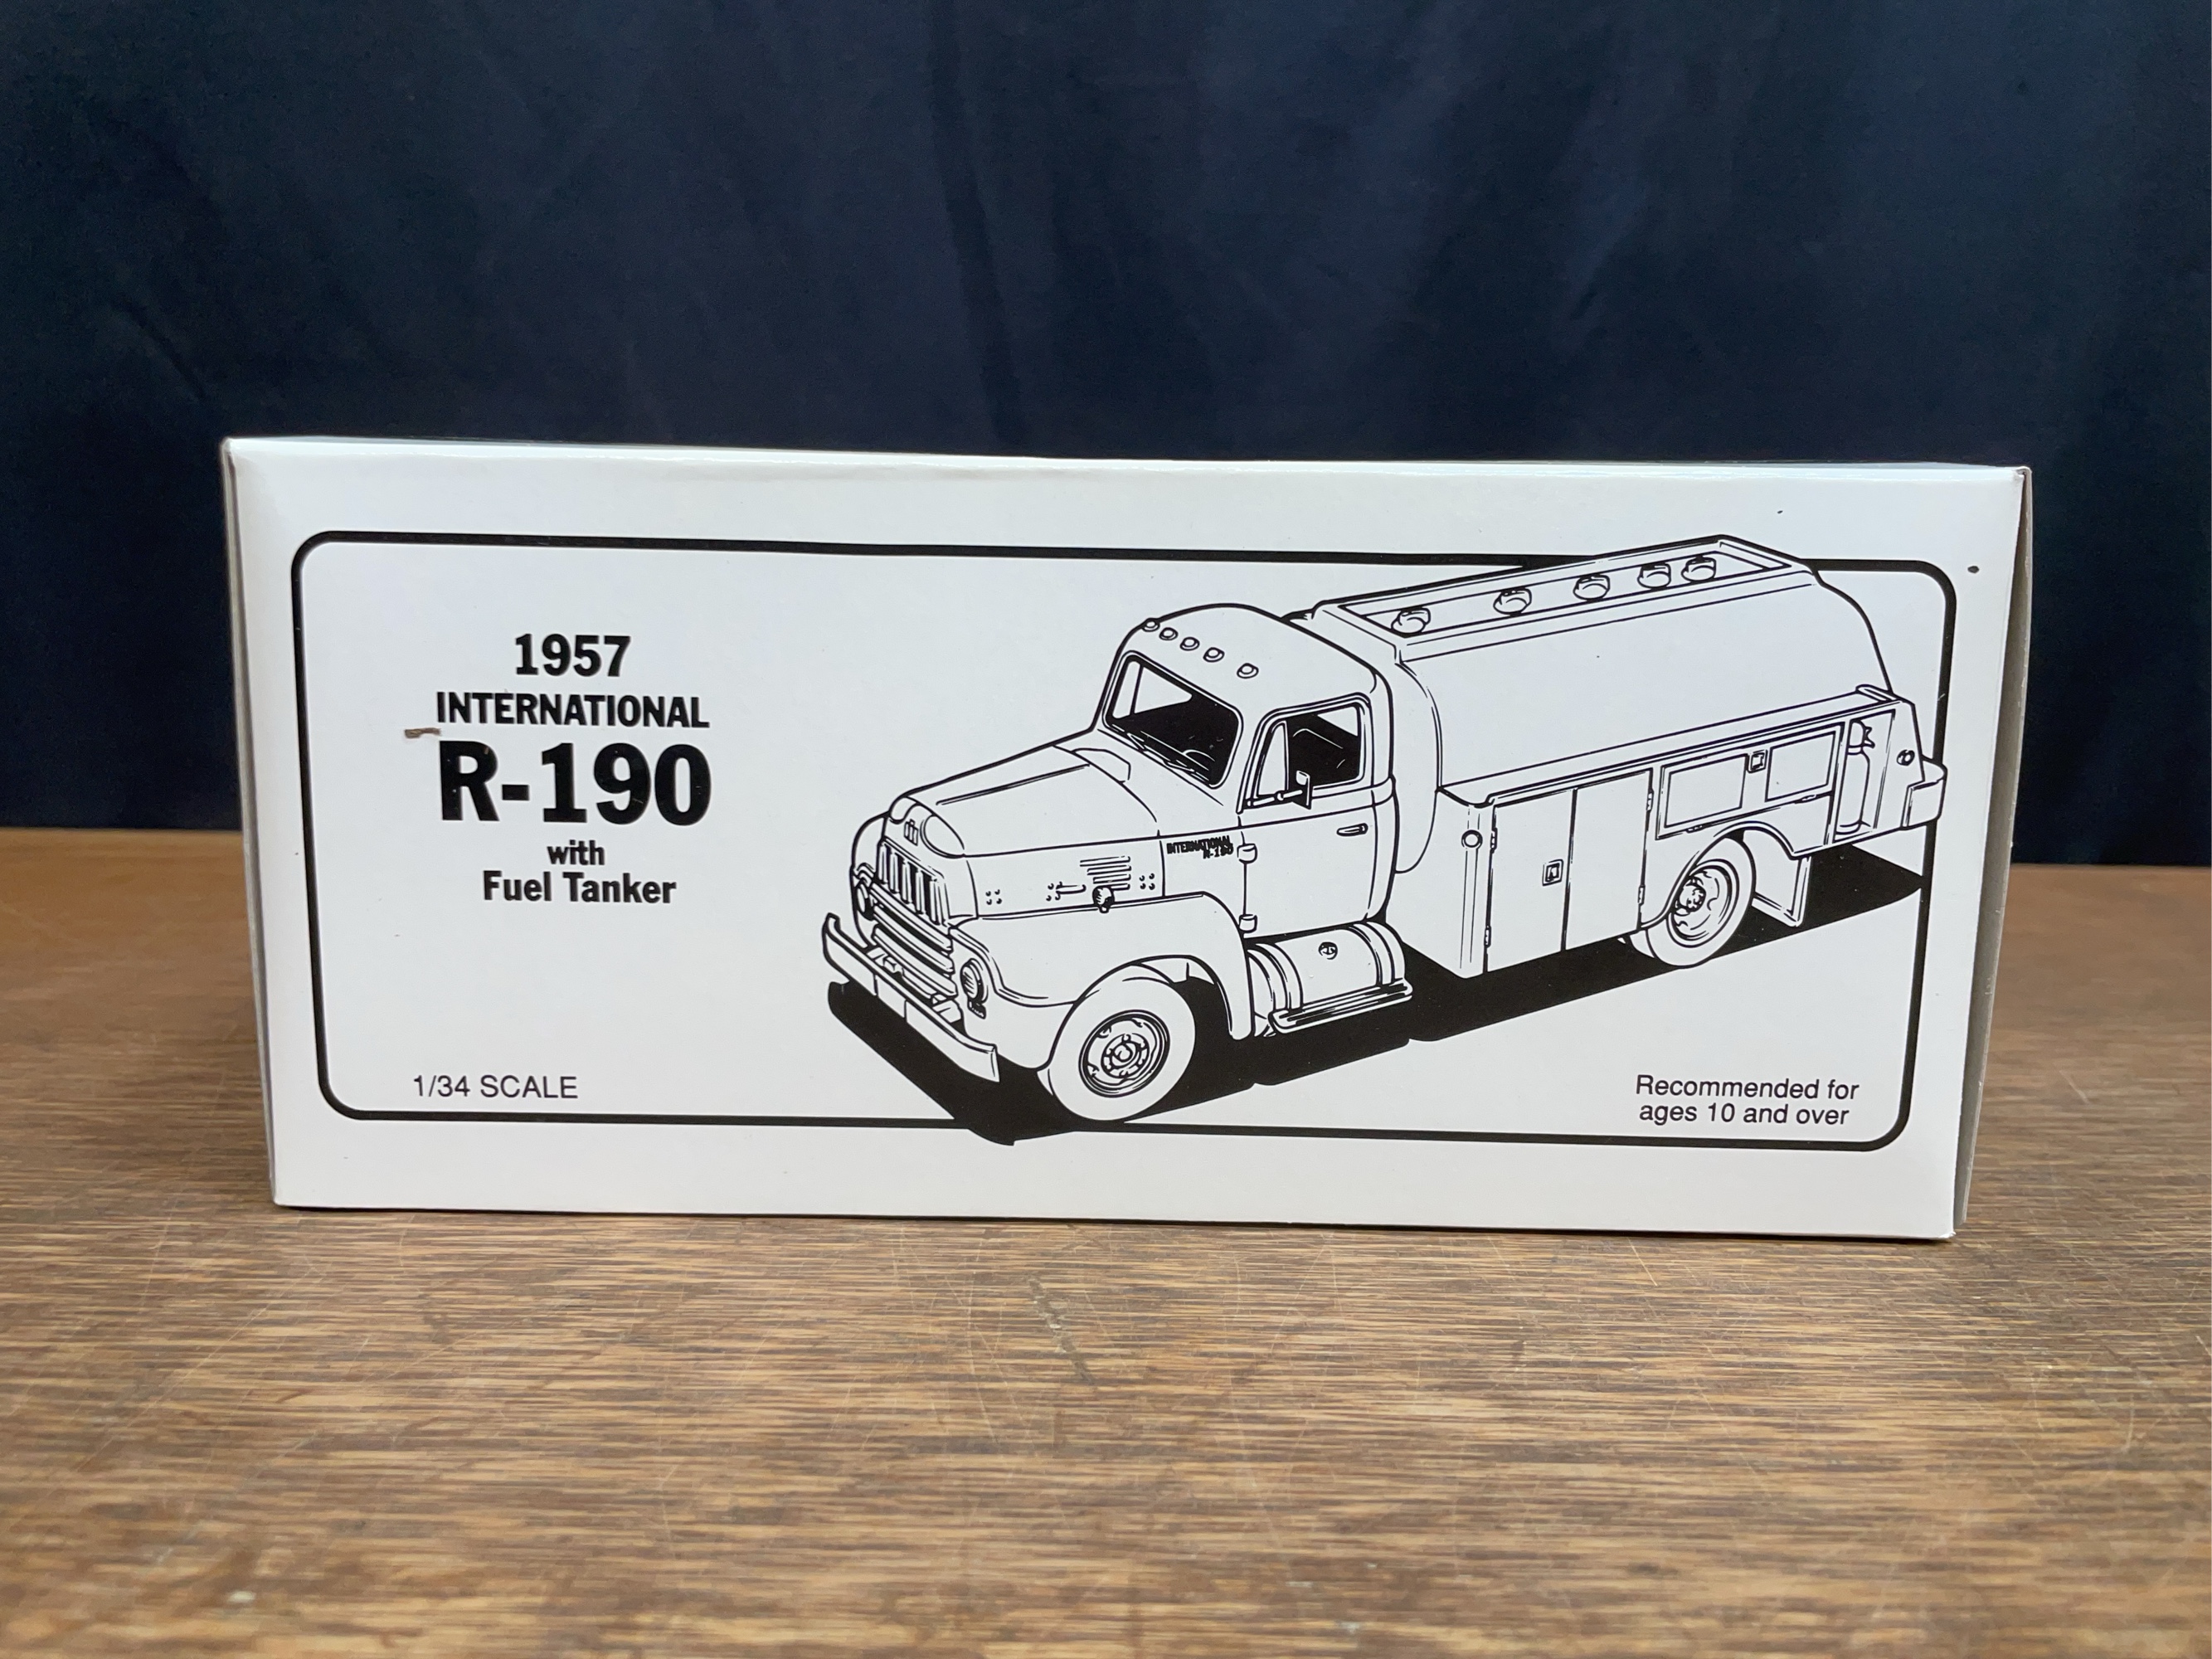 1957
INTERNATIONAL
R-190
with
Fuel Tanker
1/34 SCALE
INTERNATIONAL
R-190
Recommended for
ages 10 and over